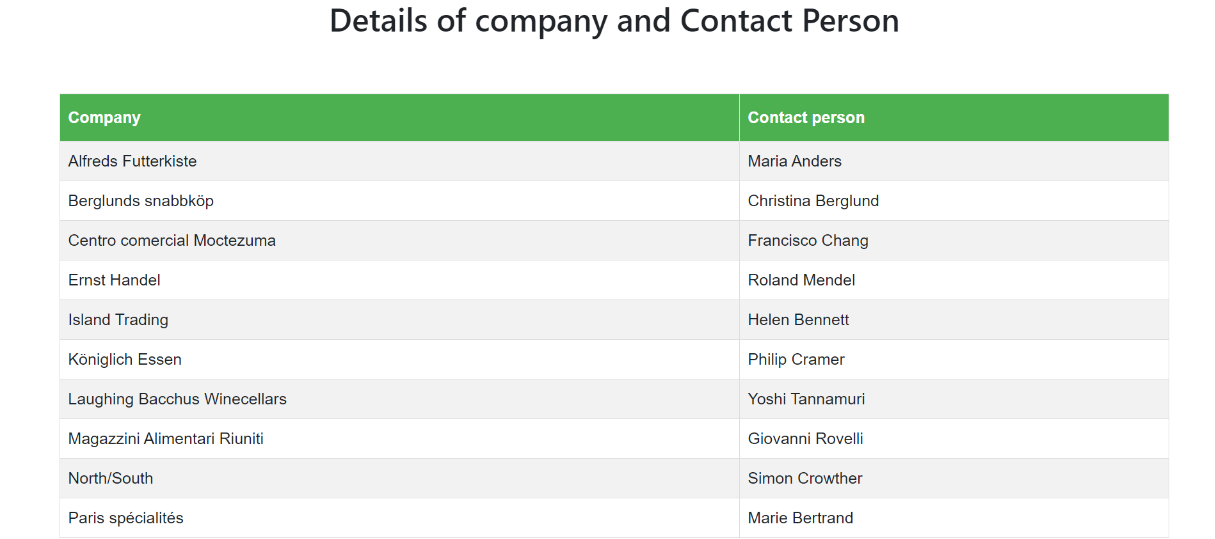 Details of company and Contact Person
Company Contact person
Alfreds Futterkiste Maria Anders
Berglunds snabbköp Christina Berglund
Centro comercial Moctezuma Francisco Chang
Ernst Handel Roland Mendel
Island Trading Helen Bennett
Königlich Essen Philip Cramer
Laughing Bacchus Winecellars Yoshi Tannamuri
Magazzini Alimentari Riuniti Giovanni Rovelli
North/South Simon Crowther
Paris spécialités Marie Bertrand